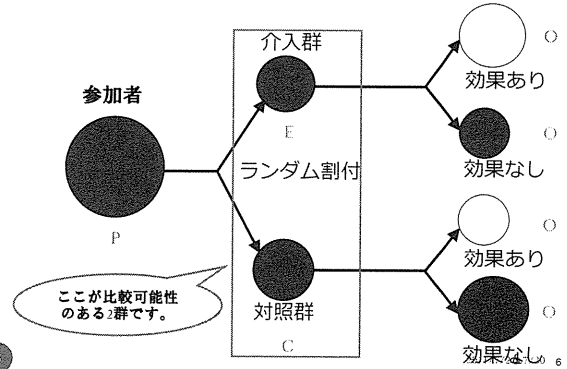 介入群
O
効果あり
参加者
E
O
ランダム割付
効果なし
P
O
ここが比較可能性
のある2群です。
効果あり
対照群
O
C
効果なし
6